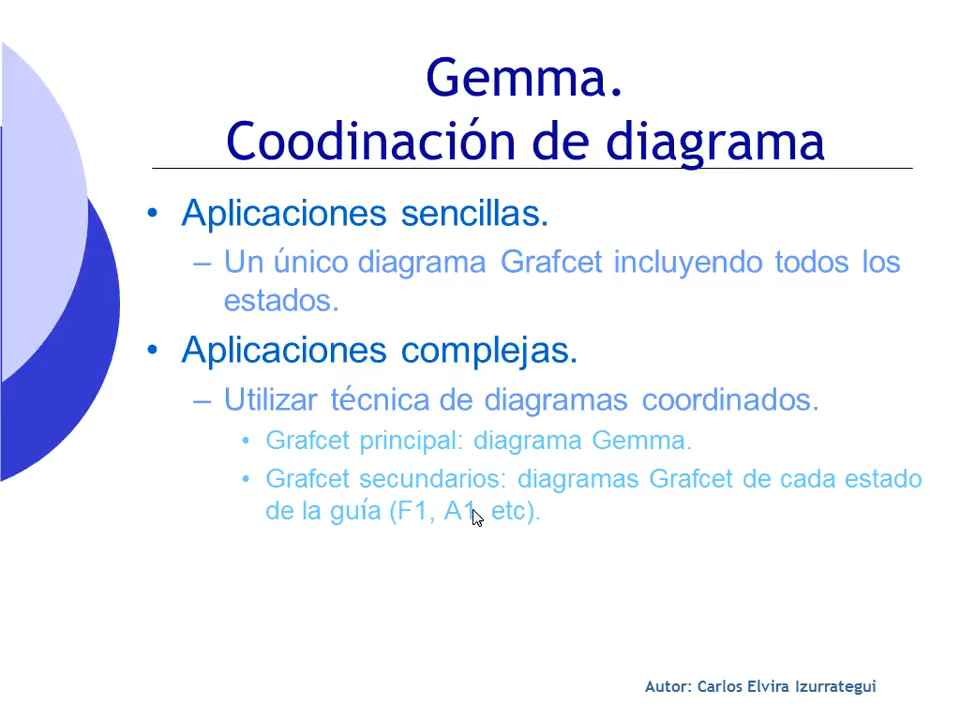 Gemma.
Coodinación de diagrama
• Aplicaciones sencillas.
– Un único diagrama Grafcet incluyendo todos los
estados.
• Aplicaciones complejas.
– Utilizar técnica de diagramas coordinados.
• Grafcet principal: diagrama Gemma.
• Grafcet secundarios: diagramas Grafcet de cada estado
de la guía (F1, A1, etc).
Autor: Carlos Elvira Izurrategui